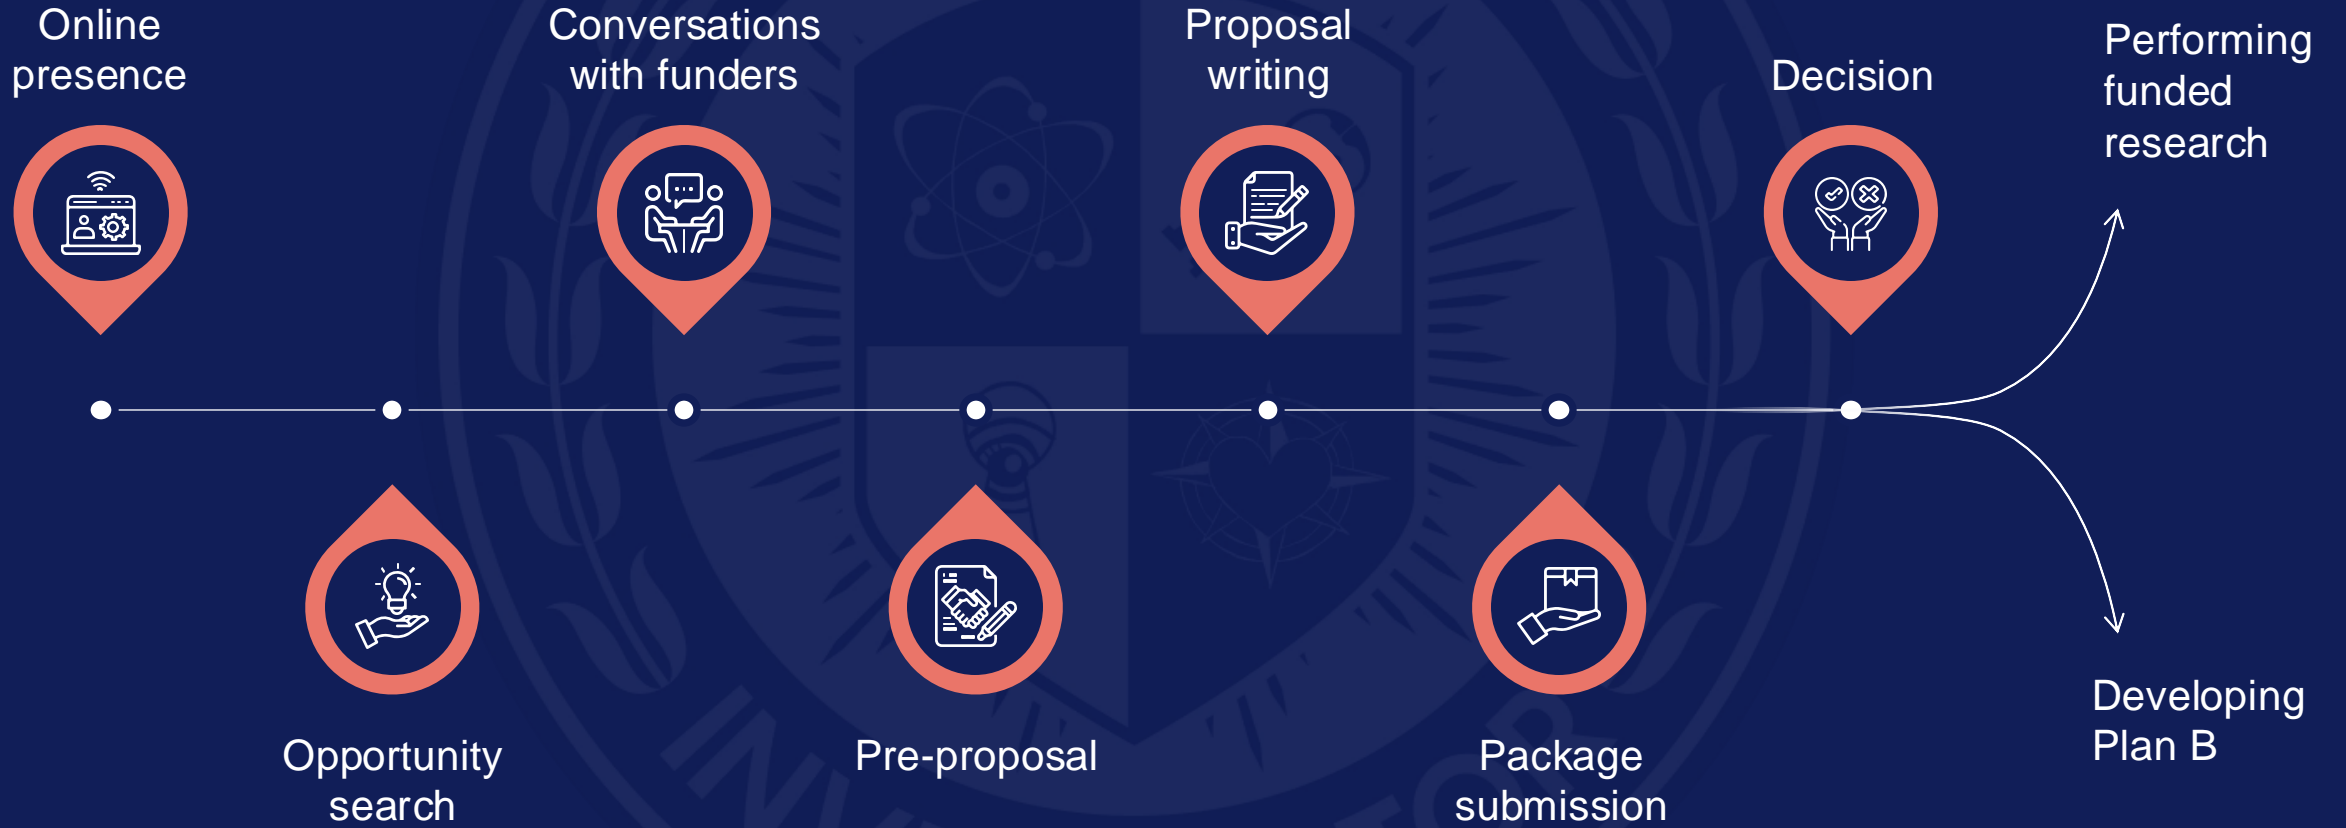 Online
presence
Opportunity
search
Conversations
with funders
Pre-proposal
Proposal
writing
Package
submission
Decision
Performing
funded
research
Developing
Plan B